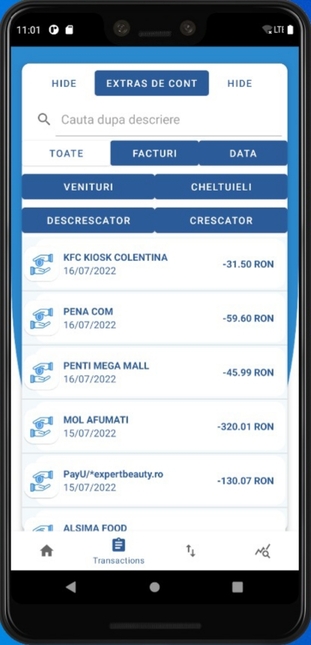 11:01 LTE
HIDE EXTRAS DE CONT HIDE
Cauta dupa descriere
TOATE FACTURI DATA
VENITURI CHELTUIELI
DESCRESCATOR CRESCATOR
KFC KIOSK COLENTINA
16/07/2022 -31.50 RON
PENA COM
16/07/2022 -59.60 RON
PENTI MEGA MALL
16/07/2022 -45.99 RON
MOL AFUMATI
15/07/2022 -320.01 RON
PayU/*expertbeauty.ro
15/07/2022 -130.07 RON
ALSIMA FOOD
Transactions